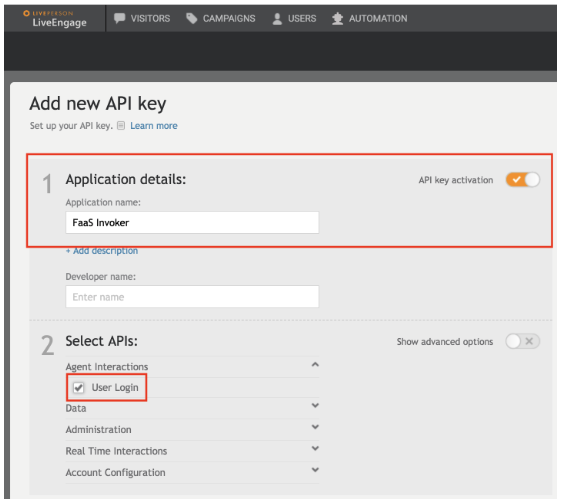 LIVEPERSON
LiveEngage
VISITORS
CAMPAIGNS
USERS
AUTOMATION
Add new API key
Set up your API key. Learn more
1 Application details:
API key activation
Application name:
FaaS Invoker
+ Add description
Developer name:
Enter name
2 Select APIs:
Show advanced options
Agent Interactions
User Login
Data
Administration
Real Time Interactions
Account Configuration